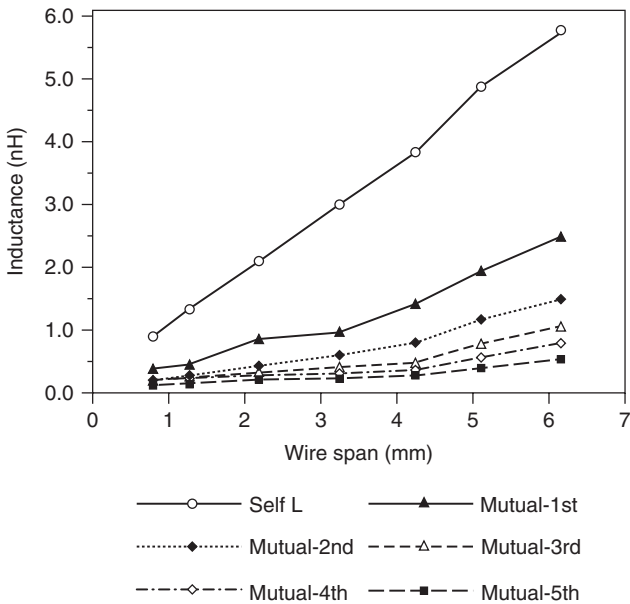 6.0
5.0
4.0
3.0
2.0
1.0
0.0
Inductance (nH)
0 1 2 3 4 5 6 7
Wire span (mm)
Self L Mutual-1st
Mutual-2nd Mutual-3rd
Mutual-4th Mutual-5th